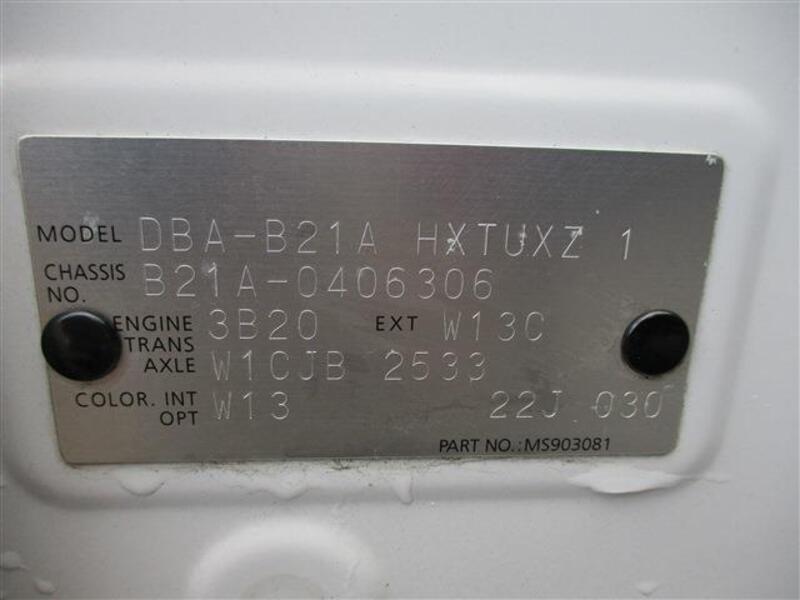 MODEL DBA-B21A HXTUXZ 1
CHASSIS NO. B21A-0406306
ENGINE 3B20 EXT W13C
TRANS AXLE W1CJB 2533
COLOR. INT OPT W13 22J 030
PART NO.: MS903081